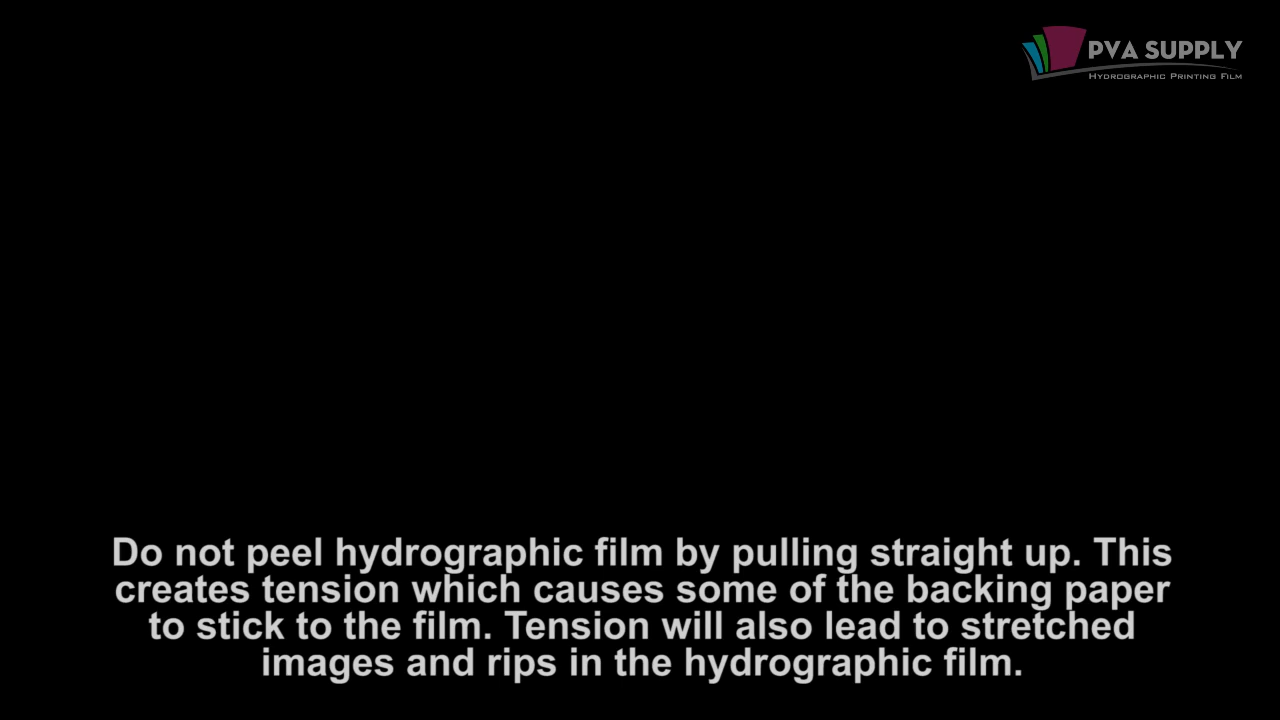 PVA SUPPLY
HYDROGRAPHIC PRINTING FILM
Do not peel hydrographic film by pulling straight up. This
creates tension which causes some of the backing paper
to stick to the film. Tension will also lead to stretched
images and rips in the hydrographic film.